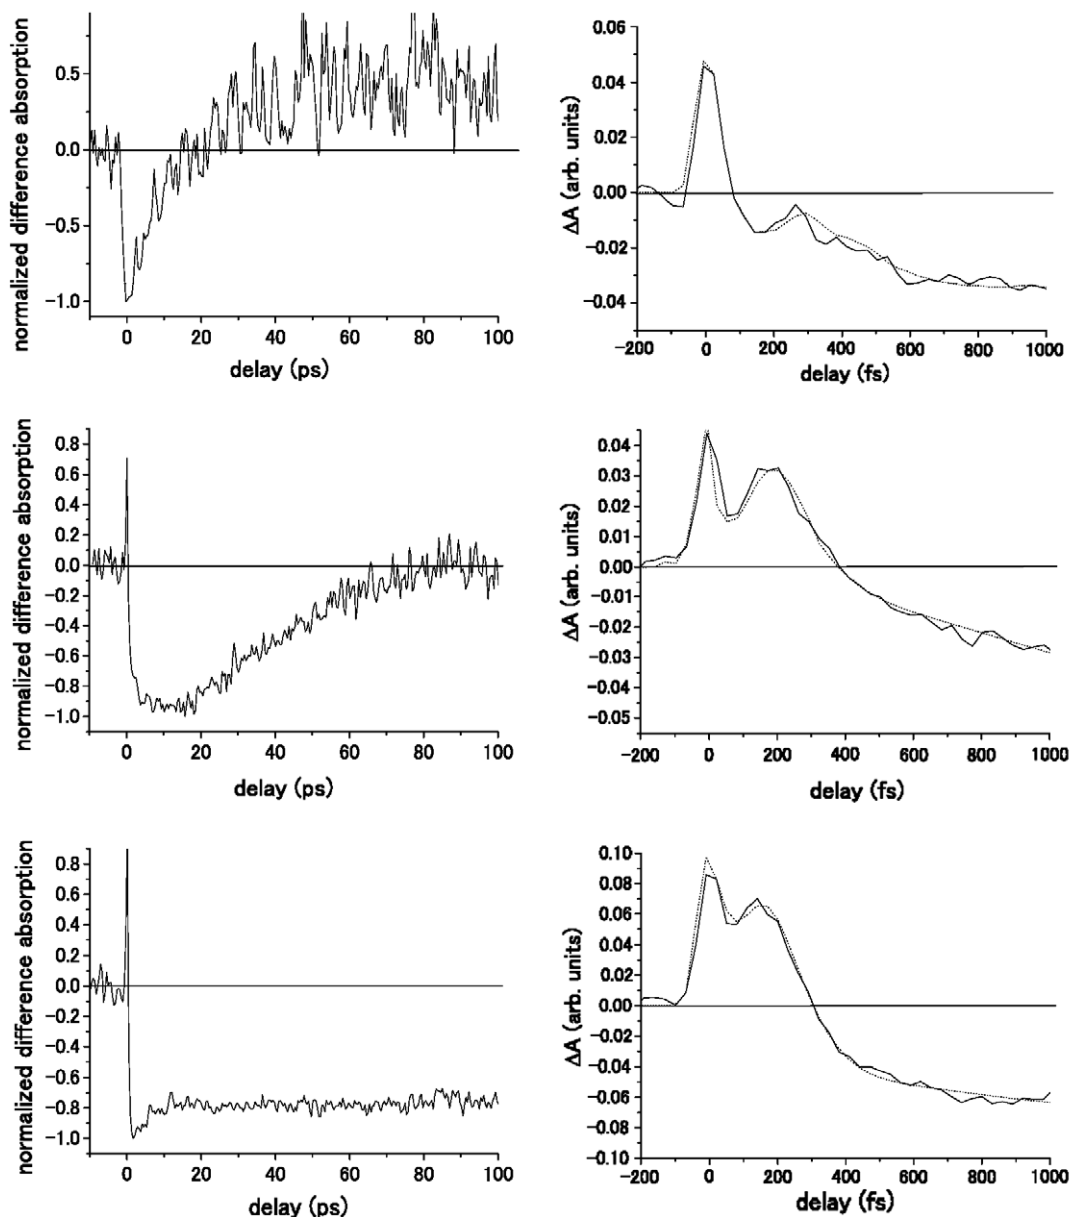 normalized difference absorption
0.5
0.0
−0.5
−1.0
0 20 40 60 80 100
delay (ps)
ΔA (arb. units)
0.06
0.04
0.02
0.00
−0.02
−0.04
−200 0 200 400 600 800 1000
delay (fs)
normalized difference absorption
0.8
0.6
0.4
0.2
0.0
−0.2
−0.4
−0.6
−0.8
−1.0
0 20 40 60 80 100
delay (ps)
ΔA (arb. units)
0.04
0.03
0.02
0.01
0.00
−0.01
−0.02
−0.03
−0.04
−0.05
−200 0 200 400 600 800 1000
delay (fs)
normalized difference absorption
0.8
0.6
0.4
0.2
0.0
−0.2
−0.4
−0.6
−0.8
−1.0
0 20 40 60 80 100
delay (ps)
ΔA (arb. units)
0.10
0.08
0.06
0.04
0.02
0.00
−0.02
−0.04
−0.06
−0.08
−0.10
−200 0 200 400 600 800 1000
delay (fs)